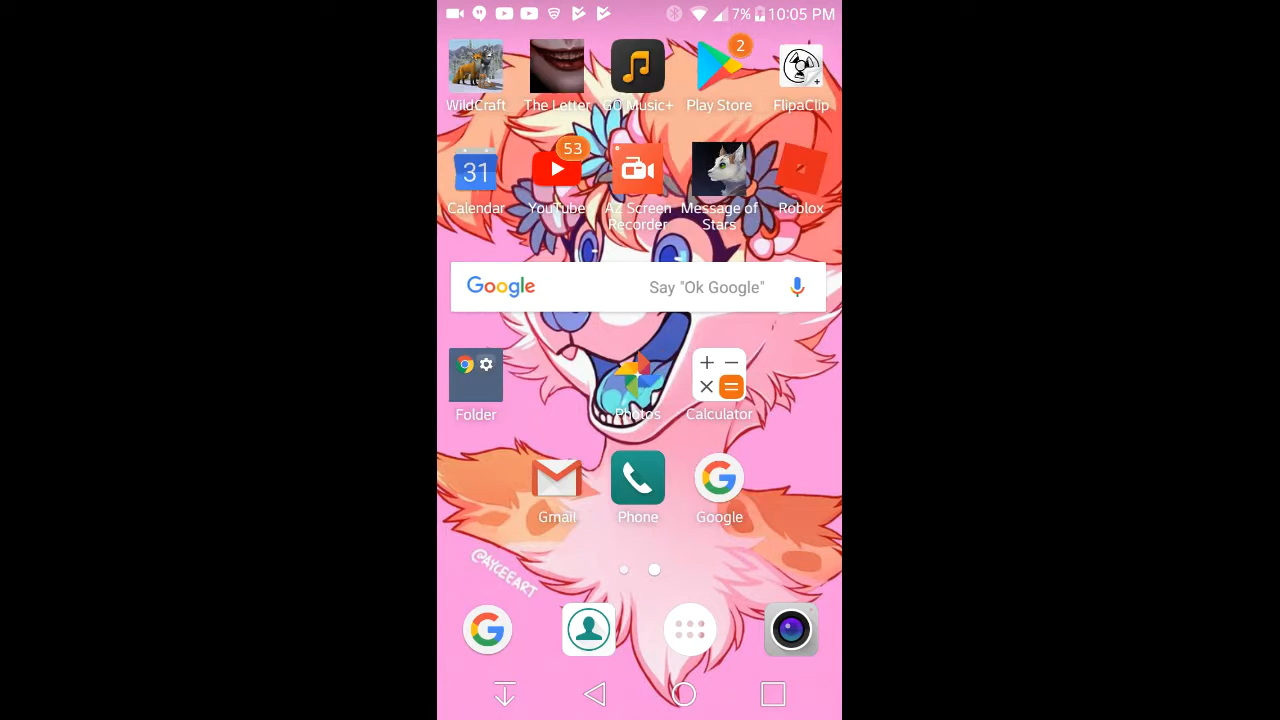 7% 10:05 PM
2
WildCraft The Letter GO Music+ Play Store FlipaClip
31 53
Calendar YouTube AZ Screen Recorder Message of Stars Roblox
Google Say "Ok Google"
Folder Photos Calculator
Gmail Phone Google
@AYCEEART